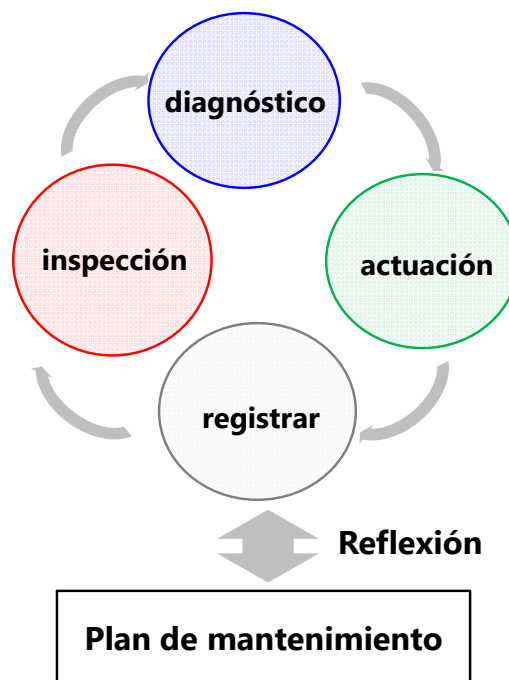 diagnóstico
inspección
actuación
registrar
Reflexión
Plan de mantenimiento